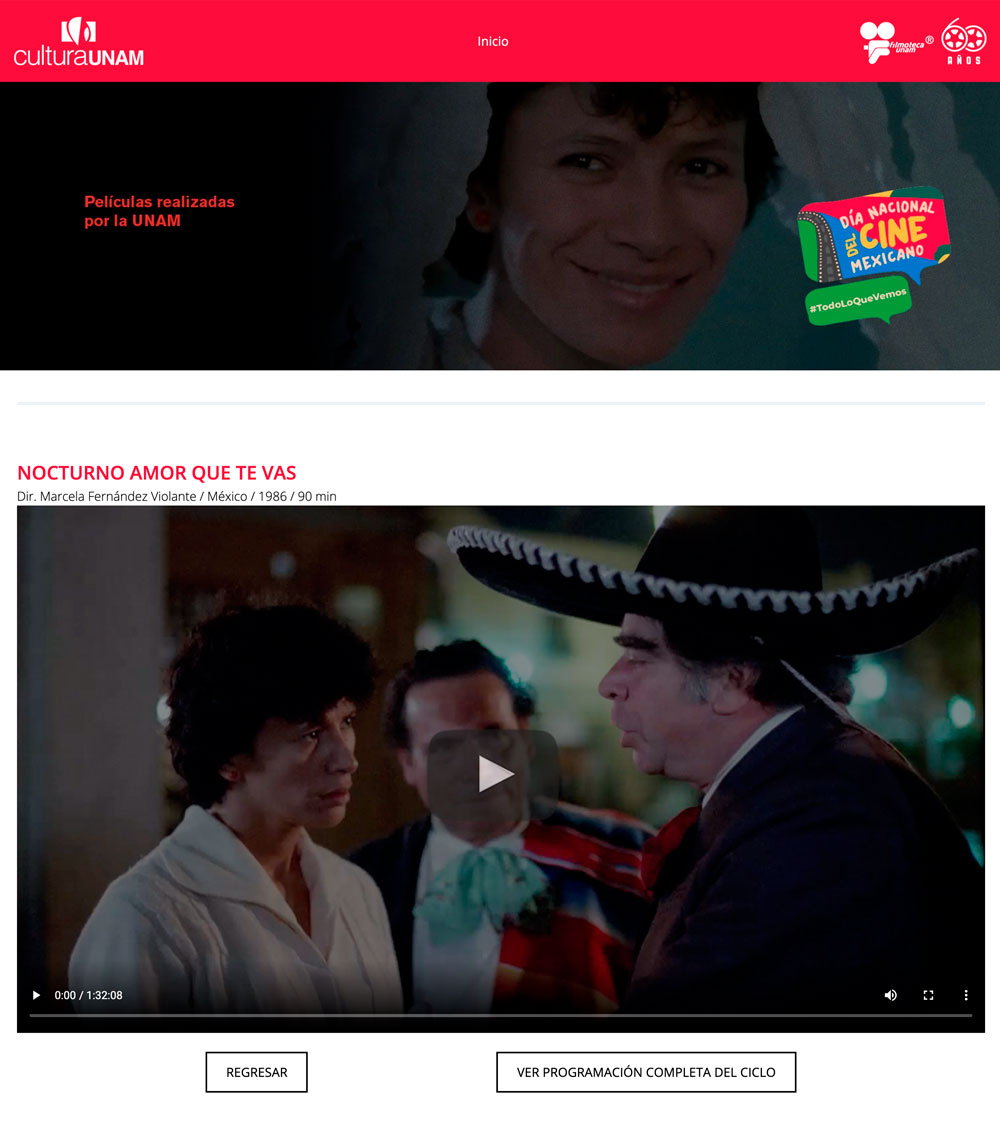 culturaUNAM
Inicio
filmoteca
unam
®
60
AÑOS
Películas realizadas
por la UNAM
DÍA NACIONAL
DEL
CINE
MEXICANO
#TodoLoQueVemos
NOCTURNO AMOR QUE TE VAS
Dir. Marcela Fernández Violante / México / 1986 / 90 min
0:00 / 1:32:08
REGRESAR
VER PROGRAMACIÓN COMPLETA DEL CICLO